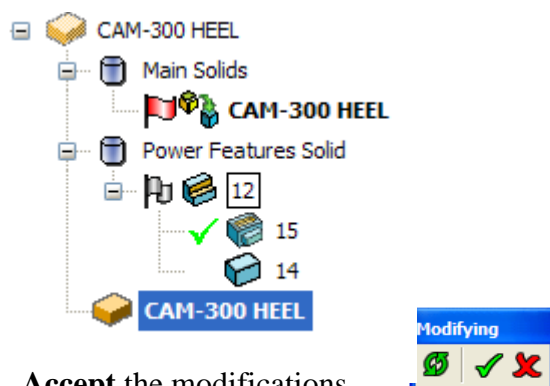 CAM-300 HEEL
Main Solids
CAM-300 HEEL
Power Features Solid
12
15
14
CAM-300 HEEL
Modifying
Accept the modifications